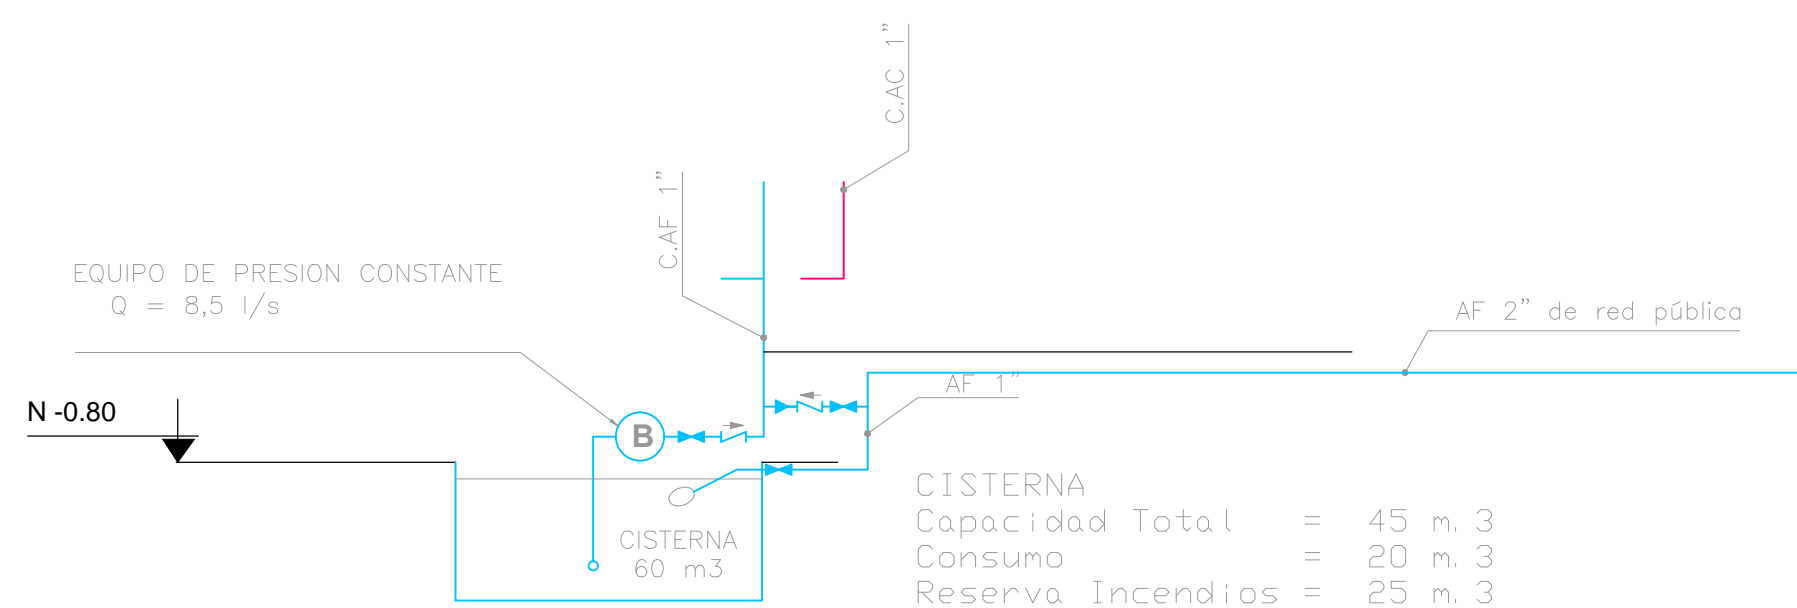 C.AC 1"
C.AF 1"
EQUIPO DE PRESION CONSTANTE
Q = 8,5 l/s
AF 2" de red pública
AF 1"
N -0.80
B
CISTERNA
60 m3
CISTERNA
Capacidad Total = 45 m. 3
Consumo = 20 m. 3
Reserva Incendios = 25 m. 3